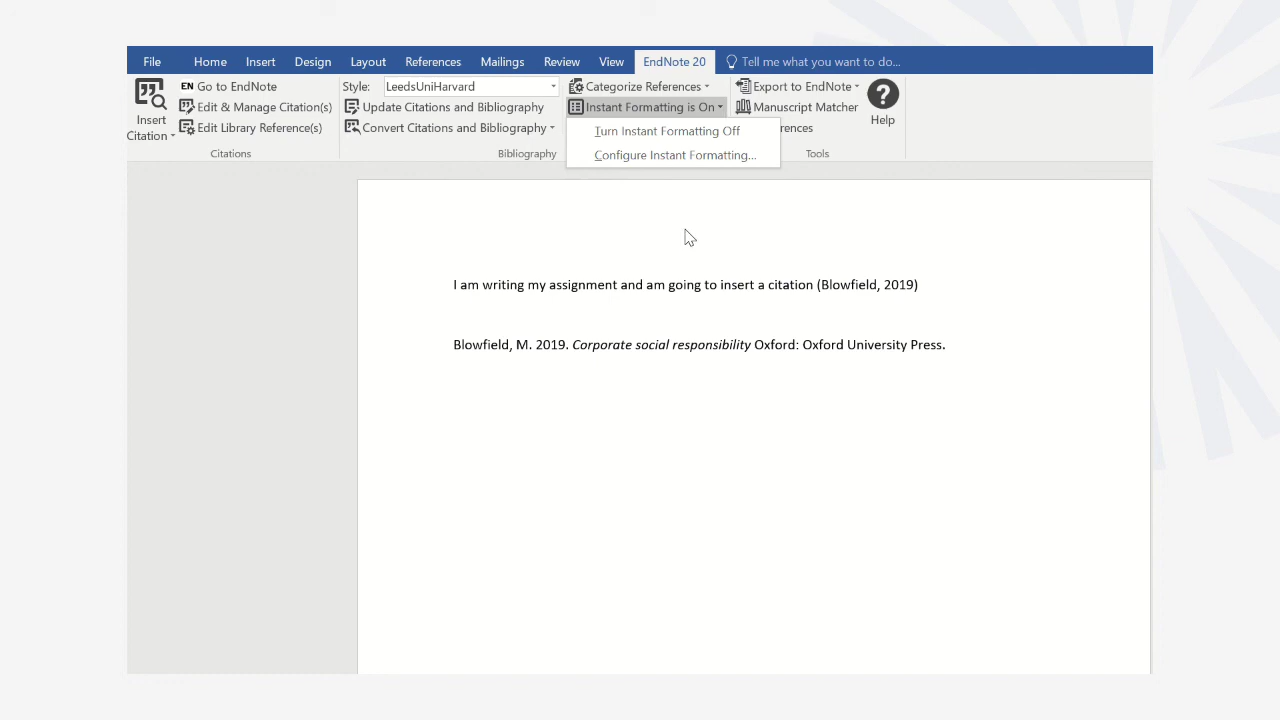 File Home Insert Design Layout References Mailings Review View EndNote 20 Tell me what you want to do...
Insert Citation
EN Go to EndNote
Edit & Manage Citation(s)
Edit Library Reference(s)
Citations
Style: LeedsUniHarvard
Update Citations and Bibliography
Convert Citations and Bibliography
Bibliography
Categorize References
Instant Formatting is On
Turn Instant Formatting Off
Configure Instant Formatting...
Export to EndNote
Manuscript Matcher
rences
Tools
? Help
I am writing my assignment and am going to insert a citation (Blowfield, 2019)
Blowfield, M. 2019. Corporate social responsibility Oxford: Oxford University Press.